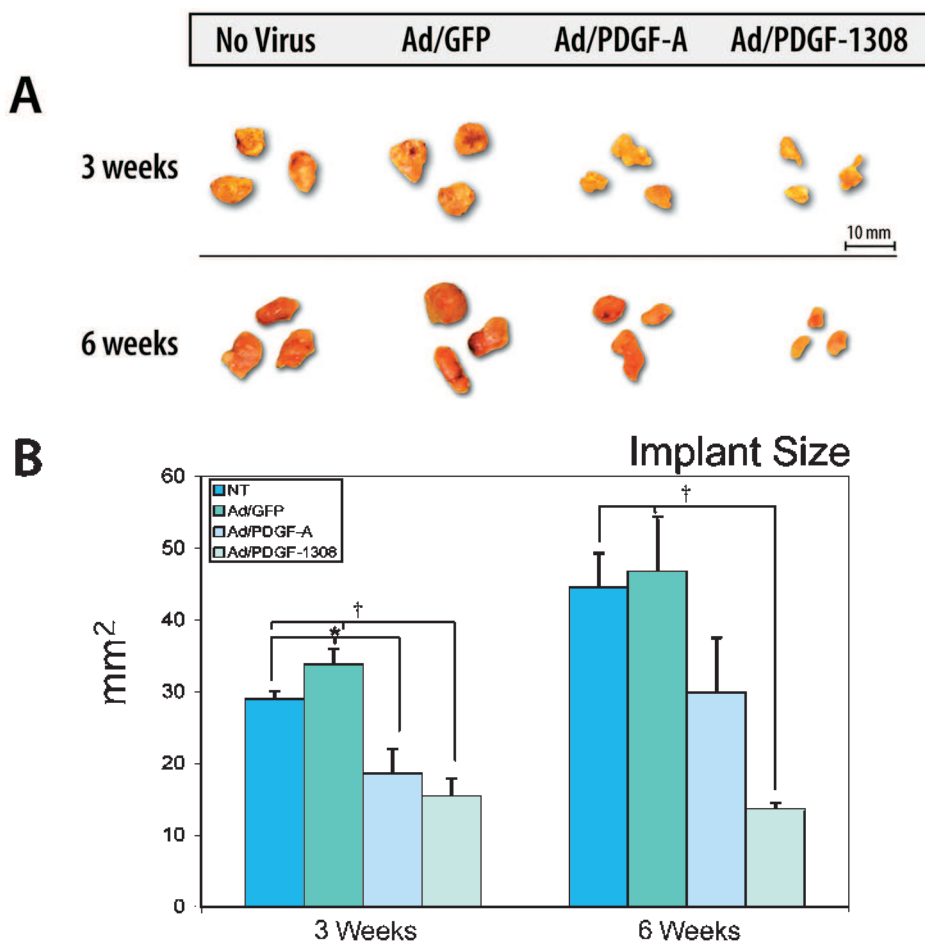 No Virus Ad/GFP Ad/PDGF-A Ad/PDGF-1308
A
3 weeks
10 mm
6 weeks
B
Implant Size
60
50
40
30
20
10
0
mm²
NT
Ad/GFP
Ad/PDGF-A
Ad/PDGF-1308
†
*
†
3 Weeks 6 Weeks